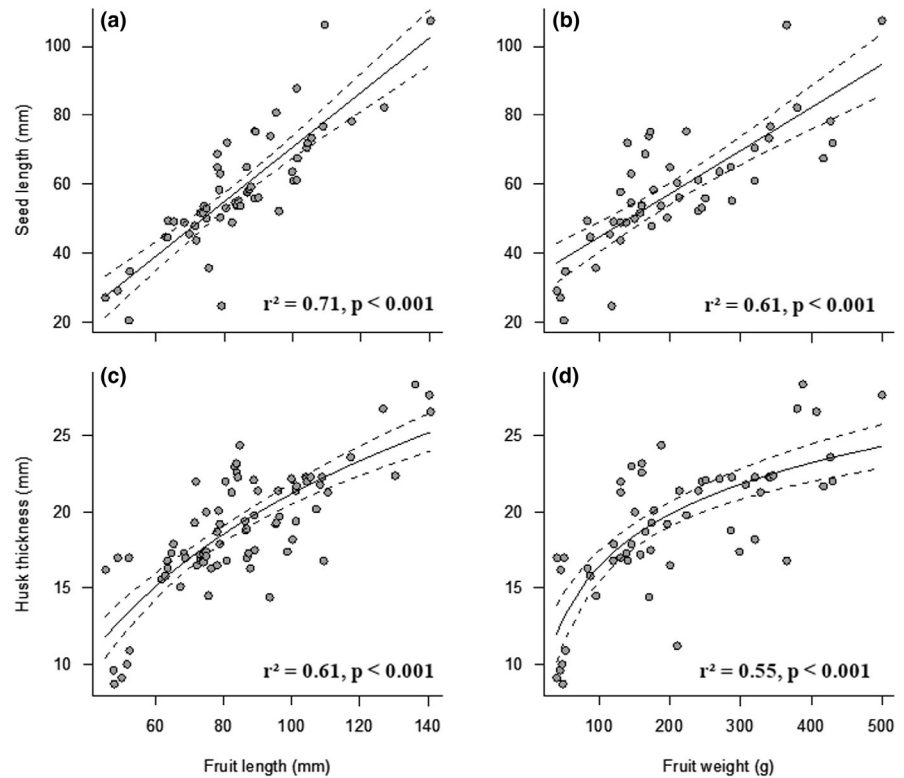 (a)
(b)
100
80
60
40
20
Seed length (mm)
r² = 0.71, p < 0.001
100
80
60
40
20
r² = 0.61, p < 0.001
(c)
(d)
25
20
15
10
Husk thickness (mm)
r² = 0.61, p < 0.001
60 80 100 120 140
Fruit length (mm)
25
20
15
10
r² = 0.55, p < 0.001
100 200 300 400 500
Fruit weight (g)